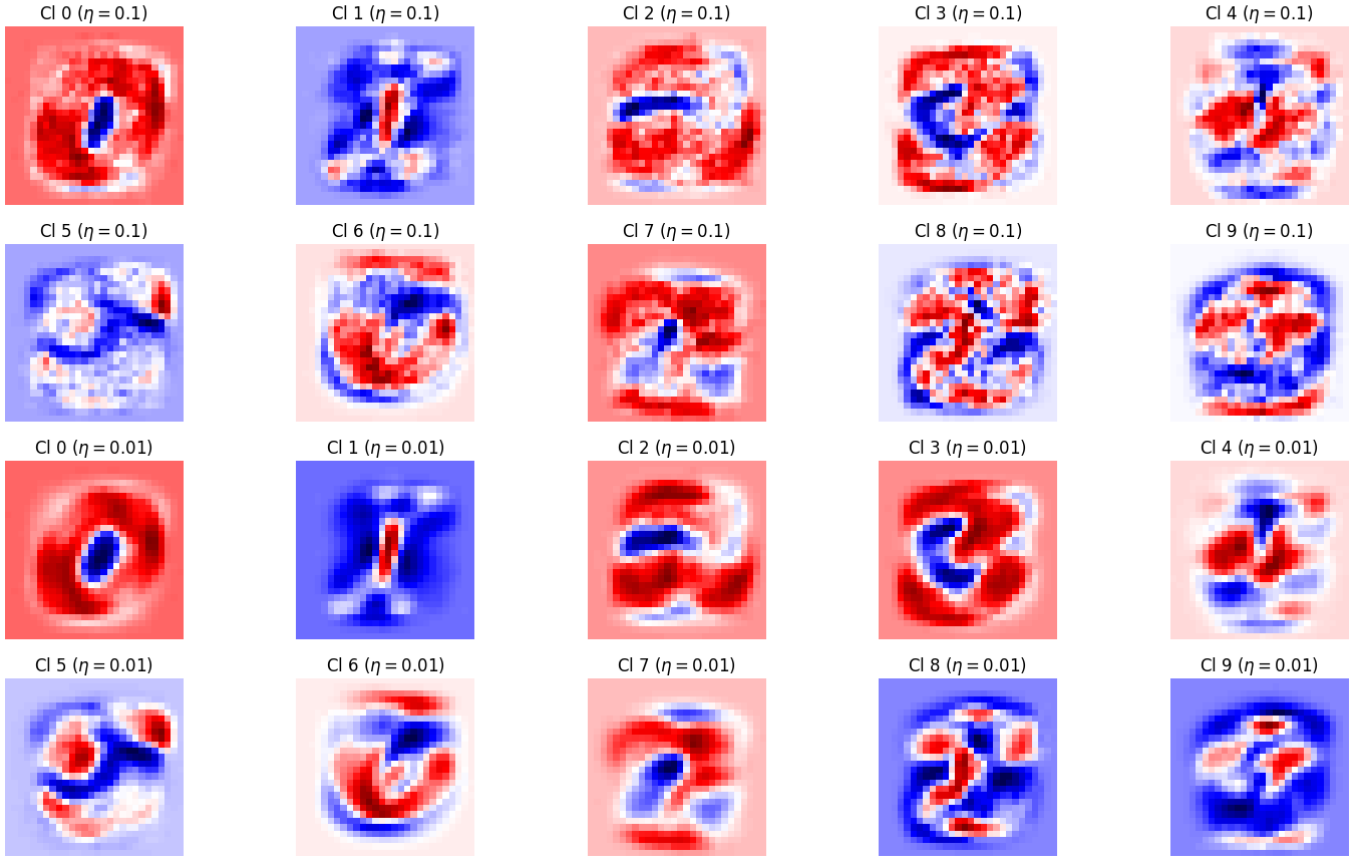 Cl 0 (η = 0.1)
Cl 1 (η = 0.1)
Cl 2 (η = 0.1)
Cl 3 (η = 0.1)
Cl 4 (η = 0.1)
Cl 5 (η = 0.1)
Cl 6 (η = 0.1)
Cl 7 (η = 0.1)
Cl 8 (η = 0.1)
Cl 9 (η = 0.1)
Cl 0 (η = 0.01)
Cl 1 (η = 0.01)
Cl 2 (η = 0.01)
Cl 3 (η = 0.01)
Cl 4 (η = 0.01)
Cl 5 (η = 0.01)
Cl 6 (η = 0.01)
Cl 7 (η = 0.01)
Cl 8 (η = 0.01)
Cl 9 (η = 0.01)